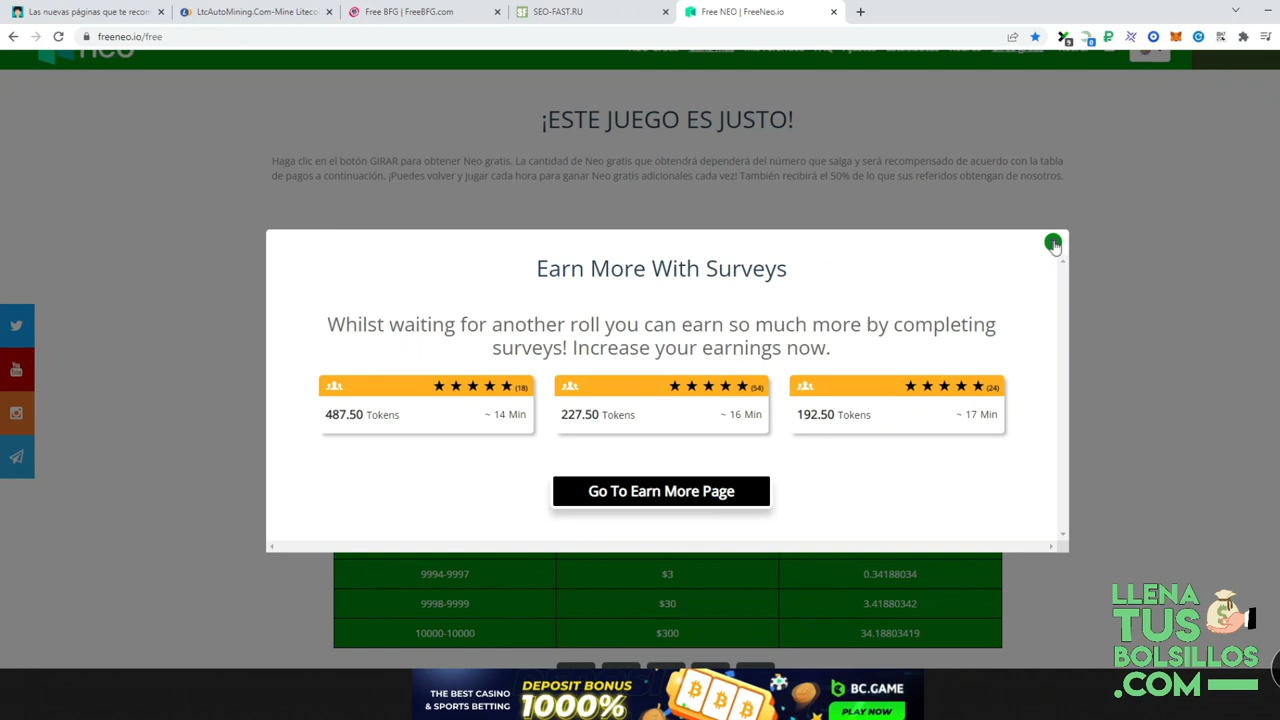 Las nuevas páginas que te recom
LtcAutoMining.Com-Mine Liteco
Free BFG | FreeBFG.com
SEO-FAST.RU
Free NEO | FreeNeo.io
freeneo.io/free
neo
¡ESTE JUEGO ES JUSTO!
Haga clic en el botón GIRAR para obtener Neo gratis. La cantidad de Neo gratis que obtendrá dependerá del número que salga y será recompensado de acuerdo con la tabla
de pagos a continuación. ¡Puedes volver y jugar cada hora para ganar Neo gratis adicionales cada vez! También recibirá el 50% de lo que sus referidos obtengan de nosotros.
Earn More With Surveys
Whilst waiting for another roll you can earn so much more by completing
surveys! Increase your earnings now.
(18)
(54)
(24)
487.50 Tokens ~ 14 Min
227.50 Tokens ~ 16 Min
192.50 Tokens ~ 17 Min
Go To Earn More Page
9994-9997 $3 0.34188034
9998-9999 $30 3.41880342
10000-10000 $300 34.18803419
THE BEST CASINO
& SPORTS BETTING
DEPOSIT BONUS
1000%
BC.GAME
PLAY NOW
LLENA
TUS
BOLSILLOS
.COM